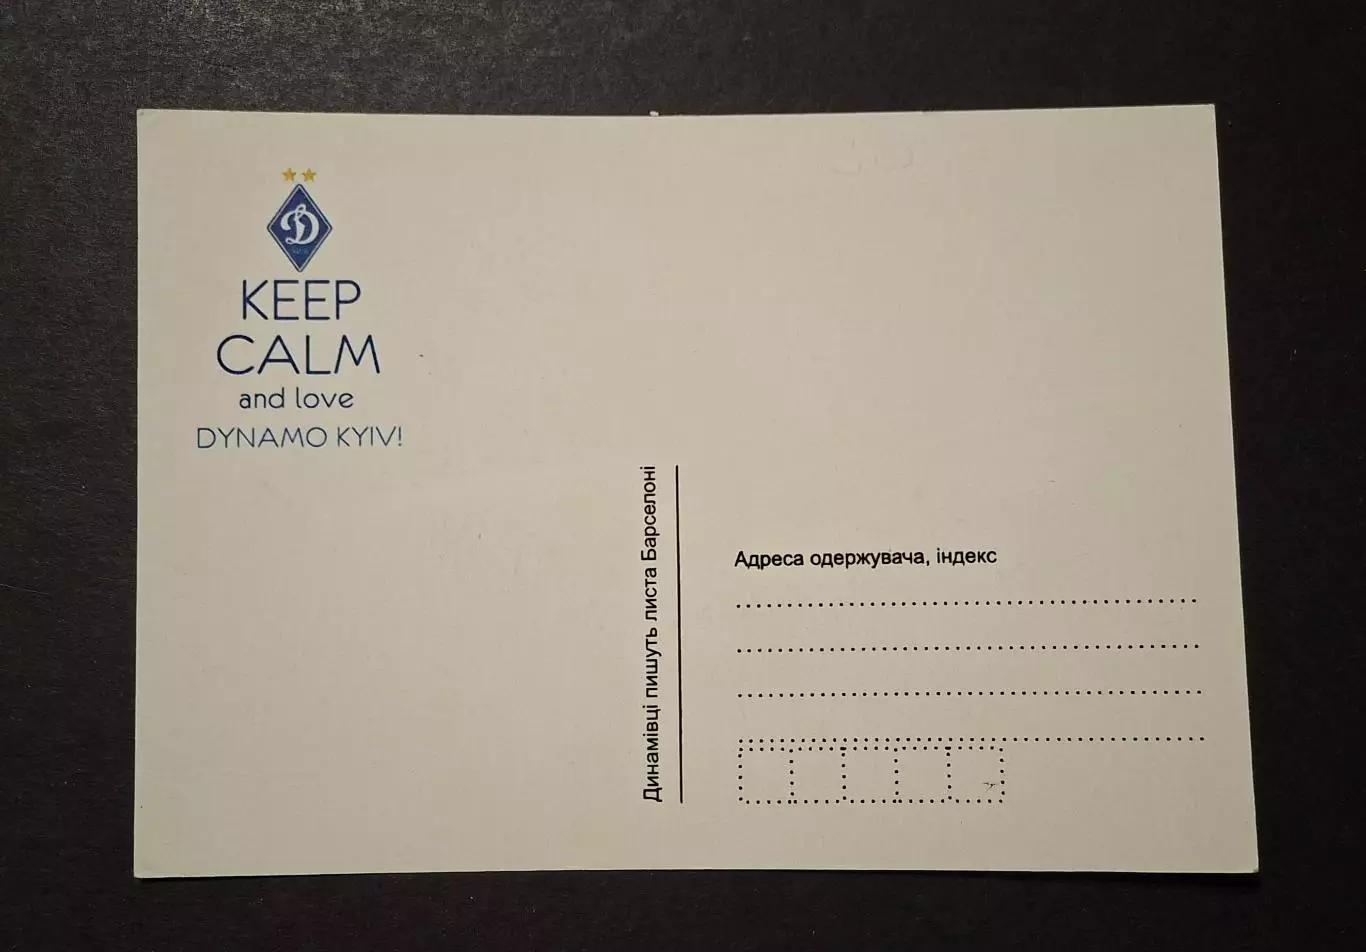 Д
KEEP
CALM
and love
DYNAMO KYIV!
Динамівці пишуть листа Барселоні
Адреса одержувача, індекс